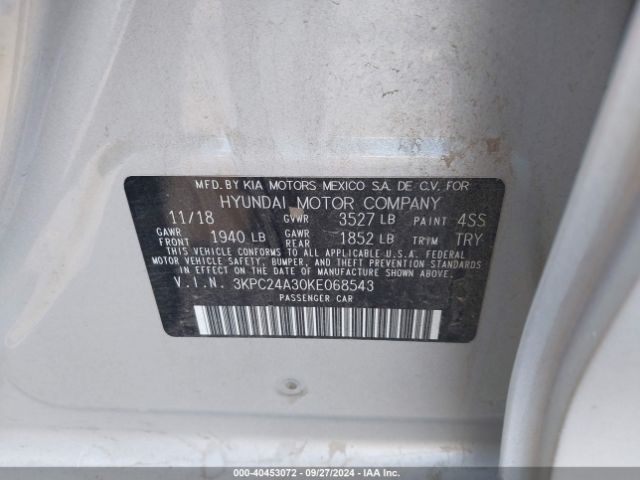 MFD. BY KIA MOTORS MEXICO S.A. DE C.V. FOR
HYUNDAI MOTOR COMPANY
11/18 GVWR 3527 LB PAINT 4SS
GAWR FRONT 1940 LB GAWR REAR 1852 LB TRIM TRY
THIS VEHICLE CONFORMS TO ALL APPLICABLE U.S. FEDERAL
MOTOR VEHICLE SAFETY, BUMPER, AND THEFT PREVENTION STANDARDS
IN EFFECT ON THE DATE OF MANUFACTURE SHOWN ABOVE.
V.I.N. 3KPC24A30KE068543
PASSENGER CAR
000-40453072 - 09/27/2024 - IAA Inc.